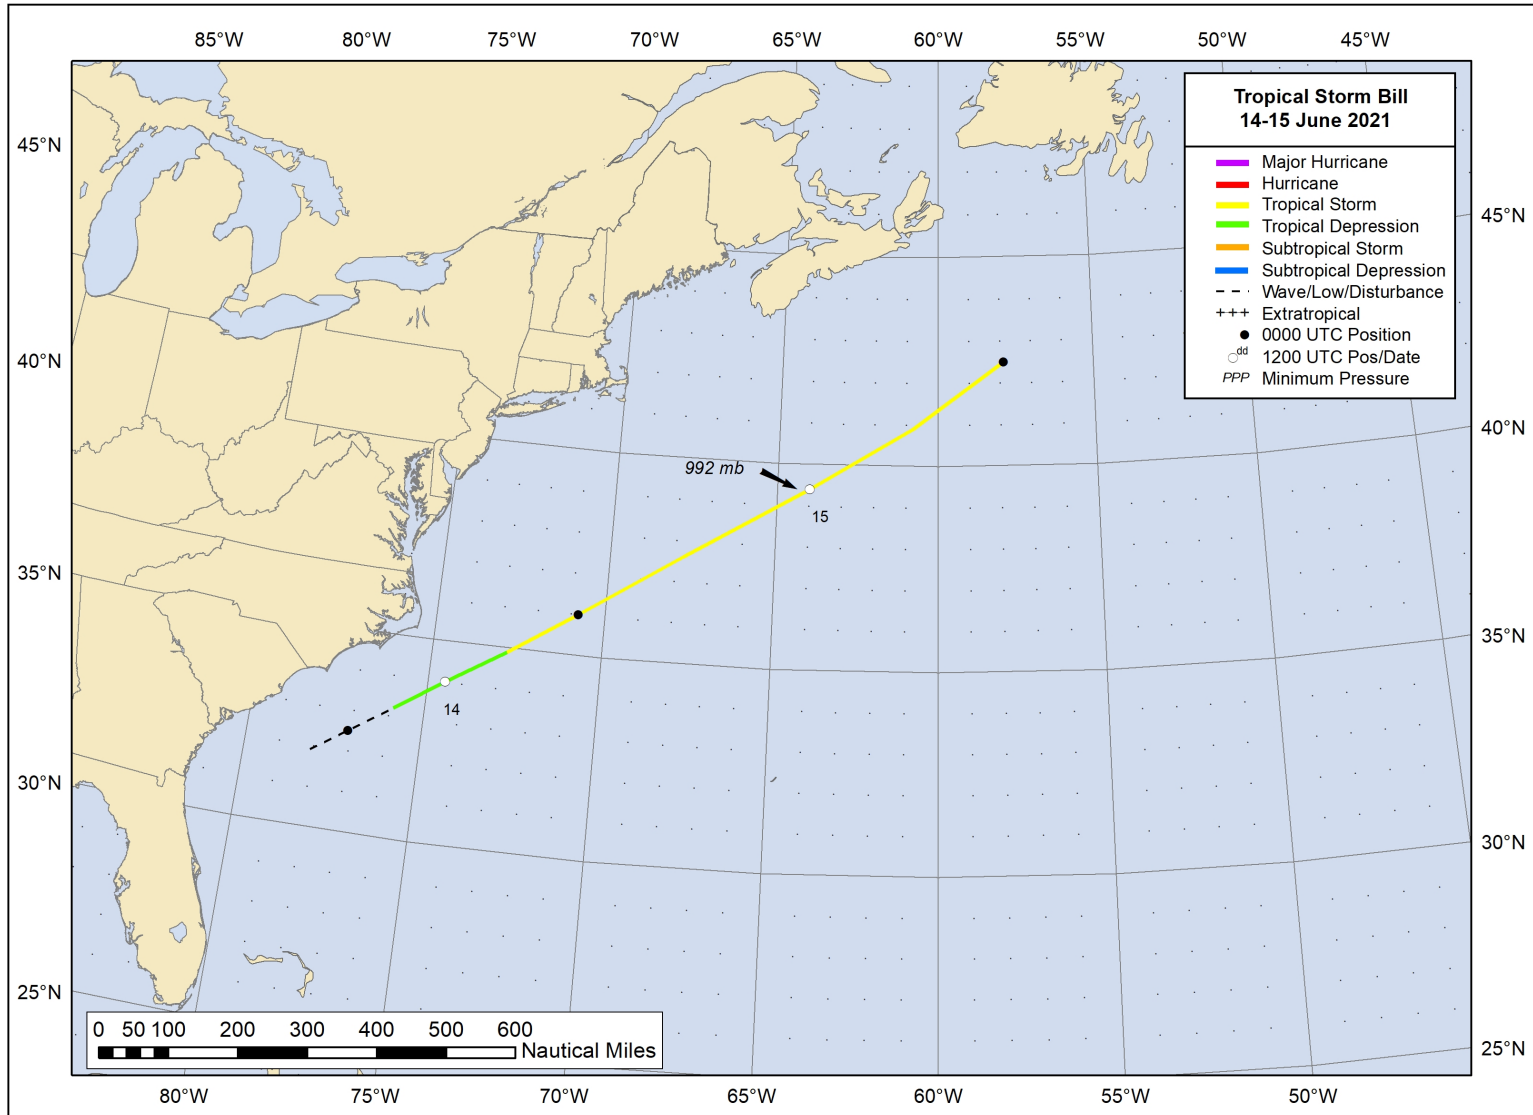 85°W 80°W 75°W 70°W 65°W 60°W 55°W 50°W 45°W
Tropical Storm Bill
14-15 June 2021
Major Hurricane
Hurricane
Tropical Storm
Tropical Depression
Subtropical Storm
Subtropical Depression
Wave/Low/Disturbance
+++ Extratropical
0000 UTC Position
dd 1200 UTC Pos/Date
PPP Minimum Pressure
45°N
45°N
40°N
40°N
992 mb
15
35°N
35°N
14
30°N
30°N
25°N
25°N
0 50 100 200 300 400 500 600
Nautical Miles
80°W 75°W 70°W 65°W 60°W 55°W 50°W